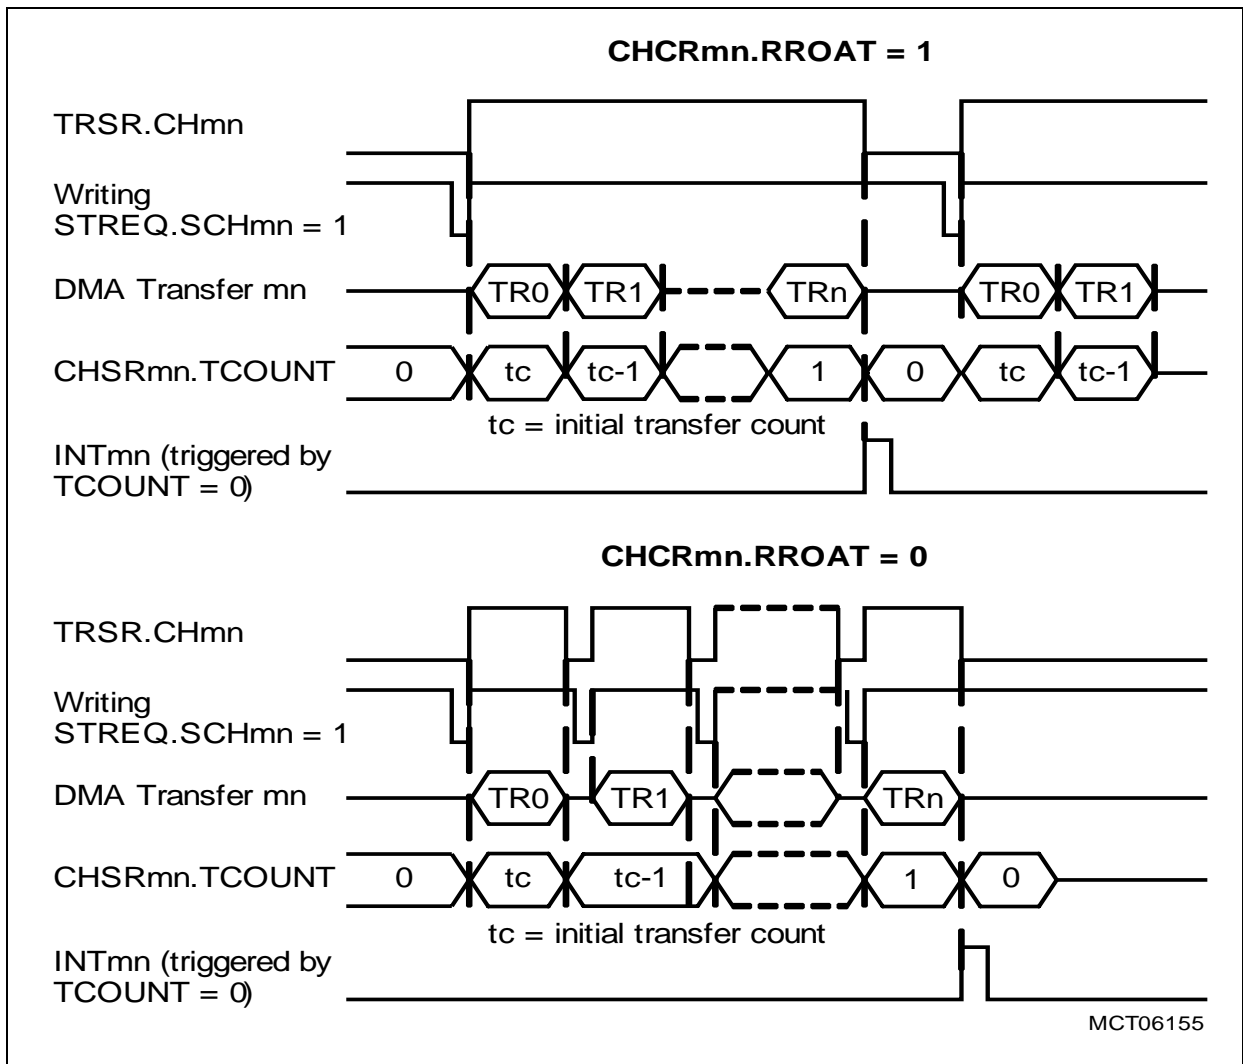 CHCRmn.RROAT = 1
TRSR.CHmn
Writing
STREQ.SCHmn = 1
DMA Transfer mn
TR0 TR1 TRn TR0 TR1
CHSRmn.TCOUNT
0 tc tc-1 1 0 tc tc-1
tc = initial transfer count
INTmn (triggered by
TCOUNT = 0)
CHCRmn.RROAT = 0
TRSR.CHmn
Writing
STREQ.SCHmn = 1
DMA Transfer mn
TR0 TR1 TRn
CHSRmn.TCOUNT
0 tc tc-1 1 0
tc = initial transfer count
INTmn (triggered by
TCOUNT = 0)
MCT06155